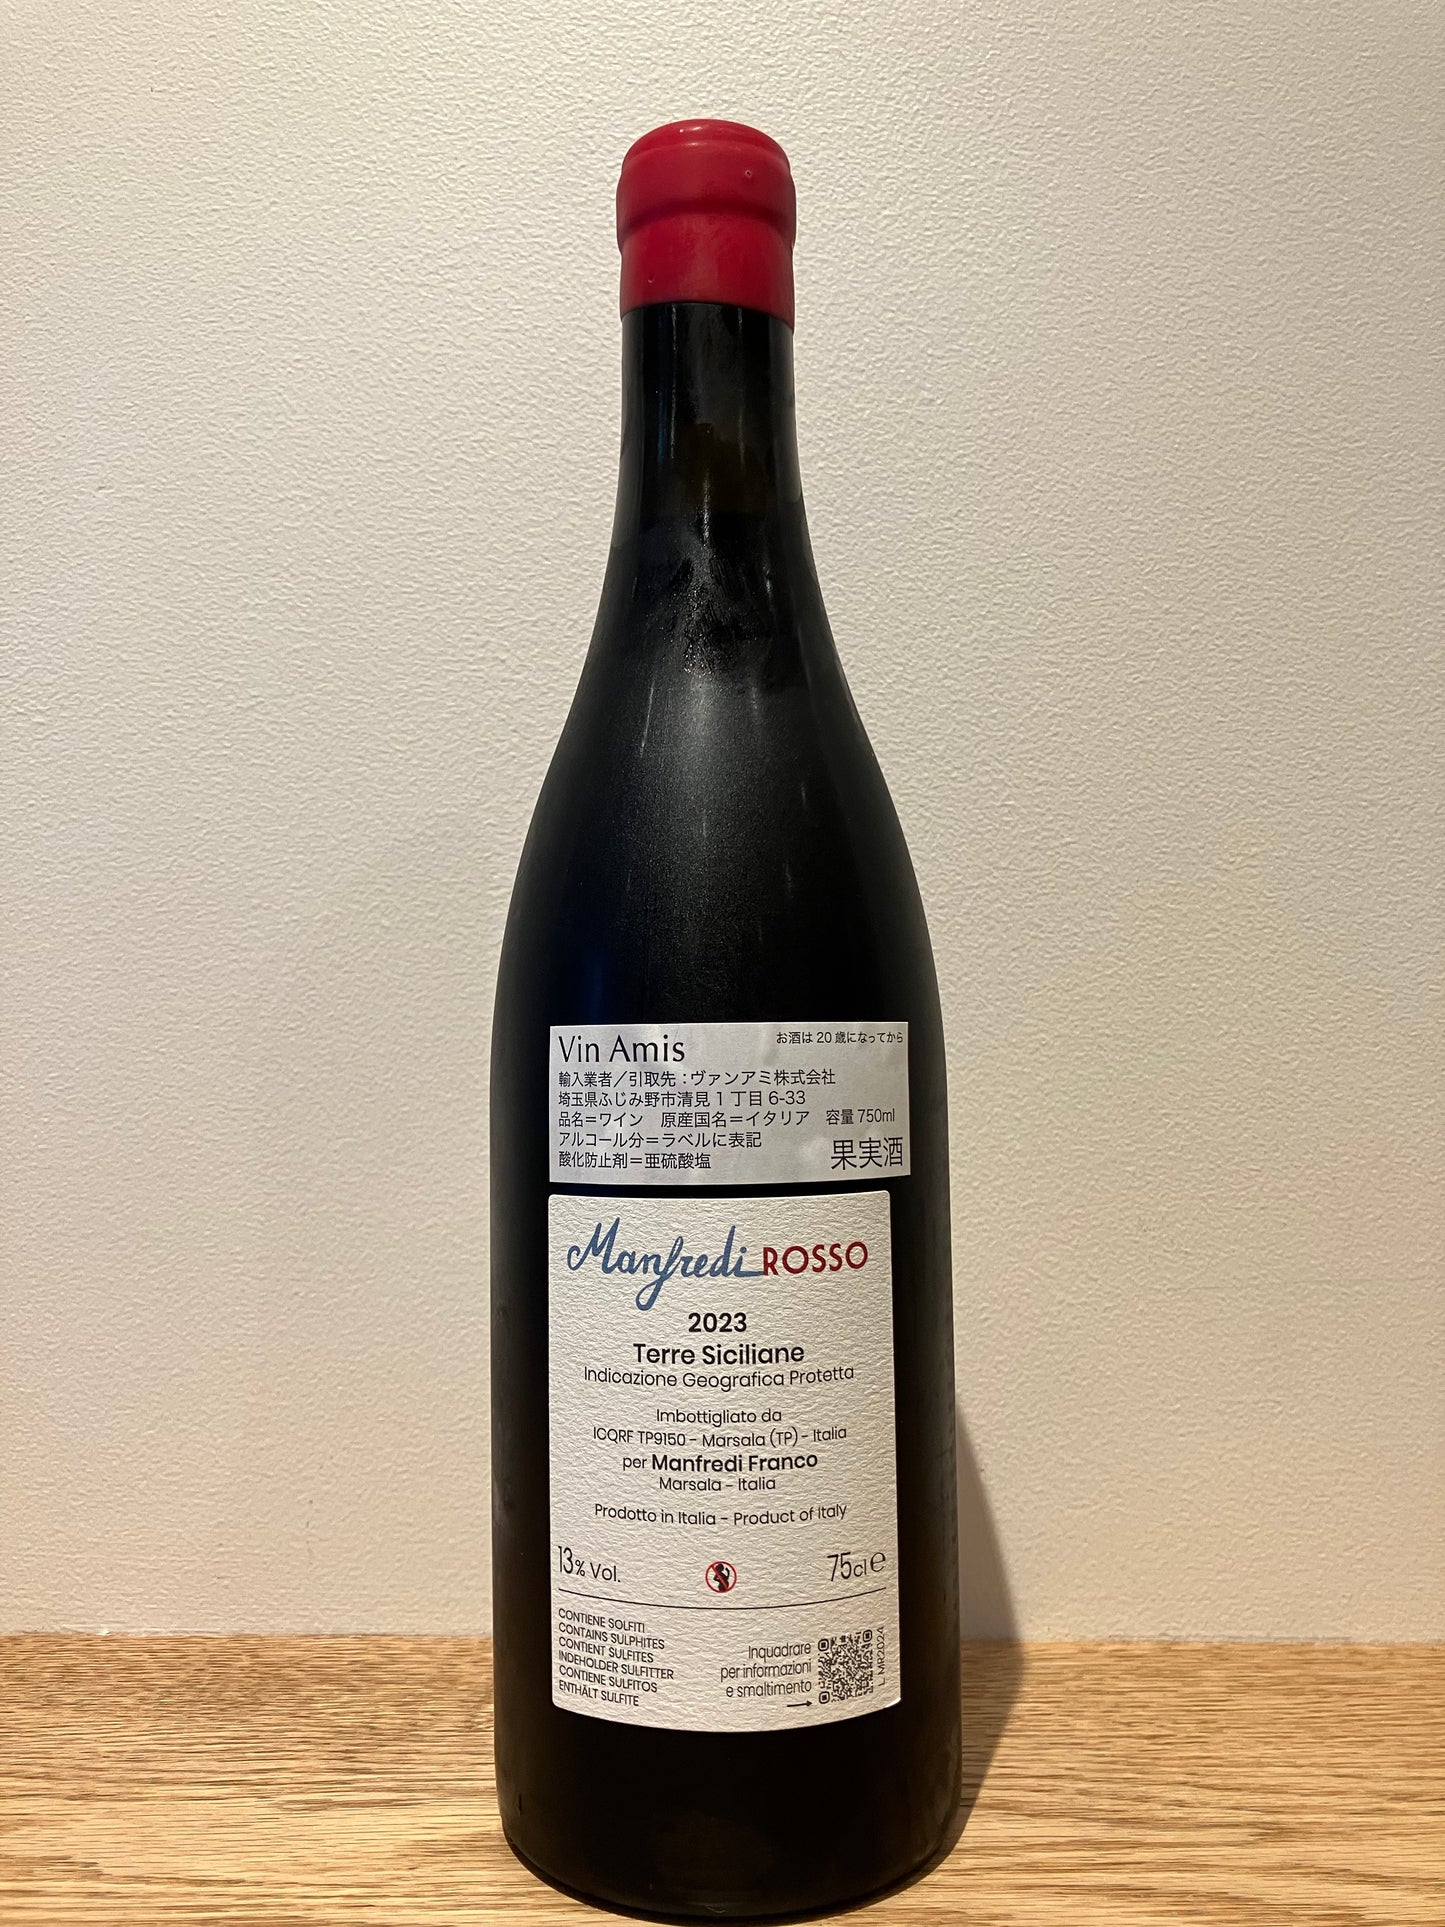 Vin Amis
お酒は20歳になってから
輸入業者／引取先：ヴァンアミ株式会社
埼玉県ふじみ野市清見1丁目6-33
品名＝ワイン 原産国名＝イタリア 容量750ml
アルコール分＝ラベルに表記
酸化防止剤＝亜硫酸塩
果実酒
Manfredi ROSSO
2023
Terre Siciliane
Indicazione Geografica Protetta
Imbottigliato da
ICQRF TP9150 - Marsala (TP) - Italia
per Manfredi Franco
Marsala - Italia
Prodotto in Italia - Product of Italy
13% Vol.
75cl e
CONTIENE SOLFITI
CONTAINS SULPHITES
CONTIENT SULFITES
INDEHOLDER SULFITTER
CONTIENE SULFITOS
ENTHÄLT SULFITE
Inquadrare
per informazioni
e smaltimento
L. MR2024